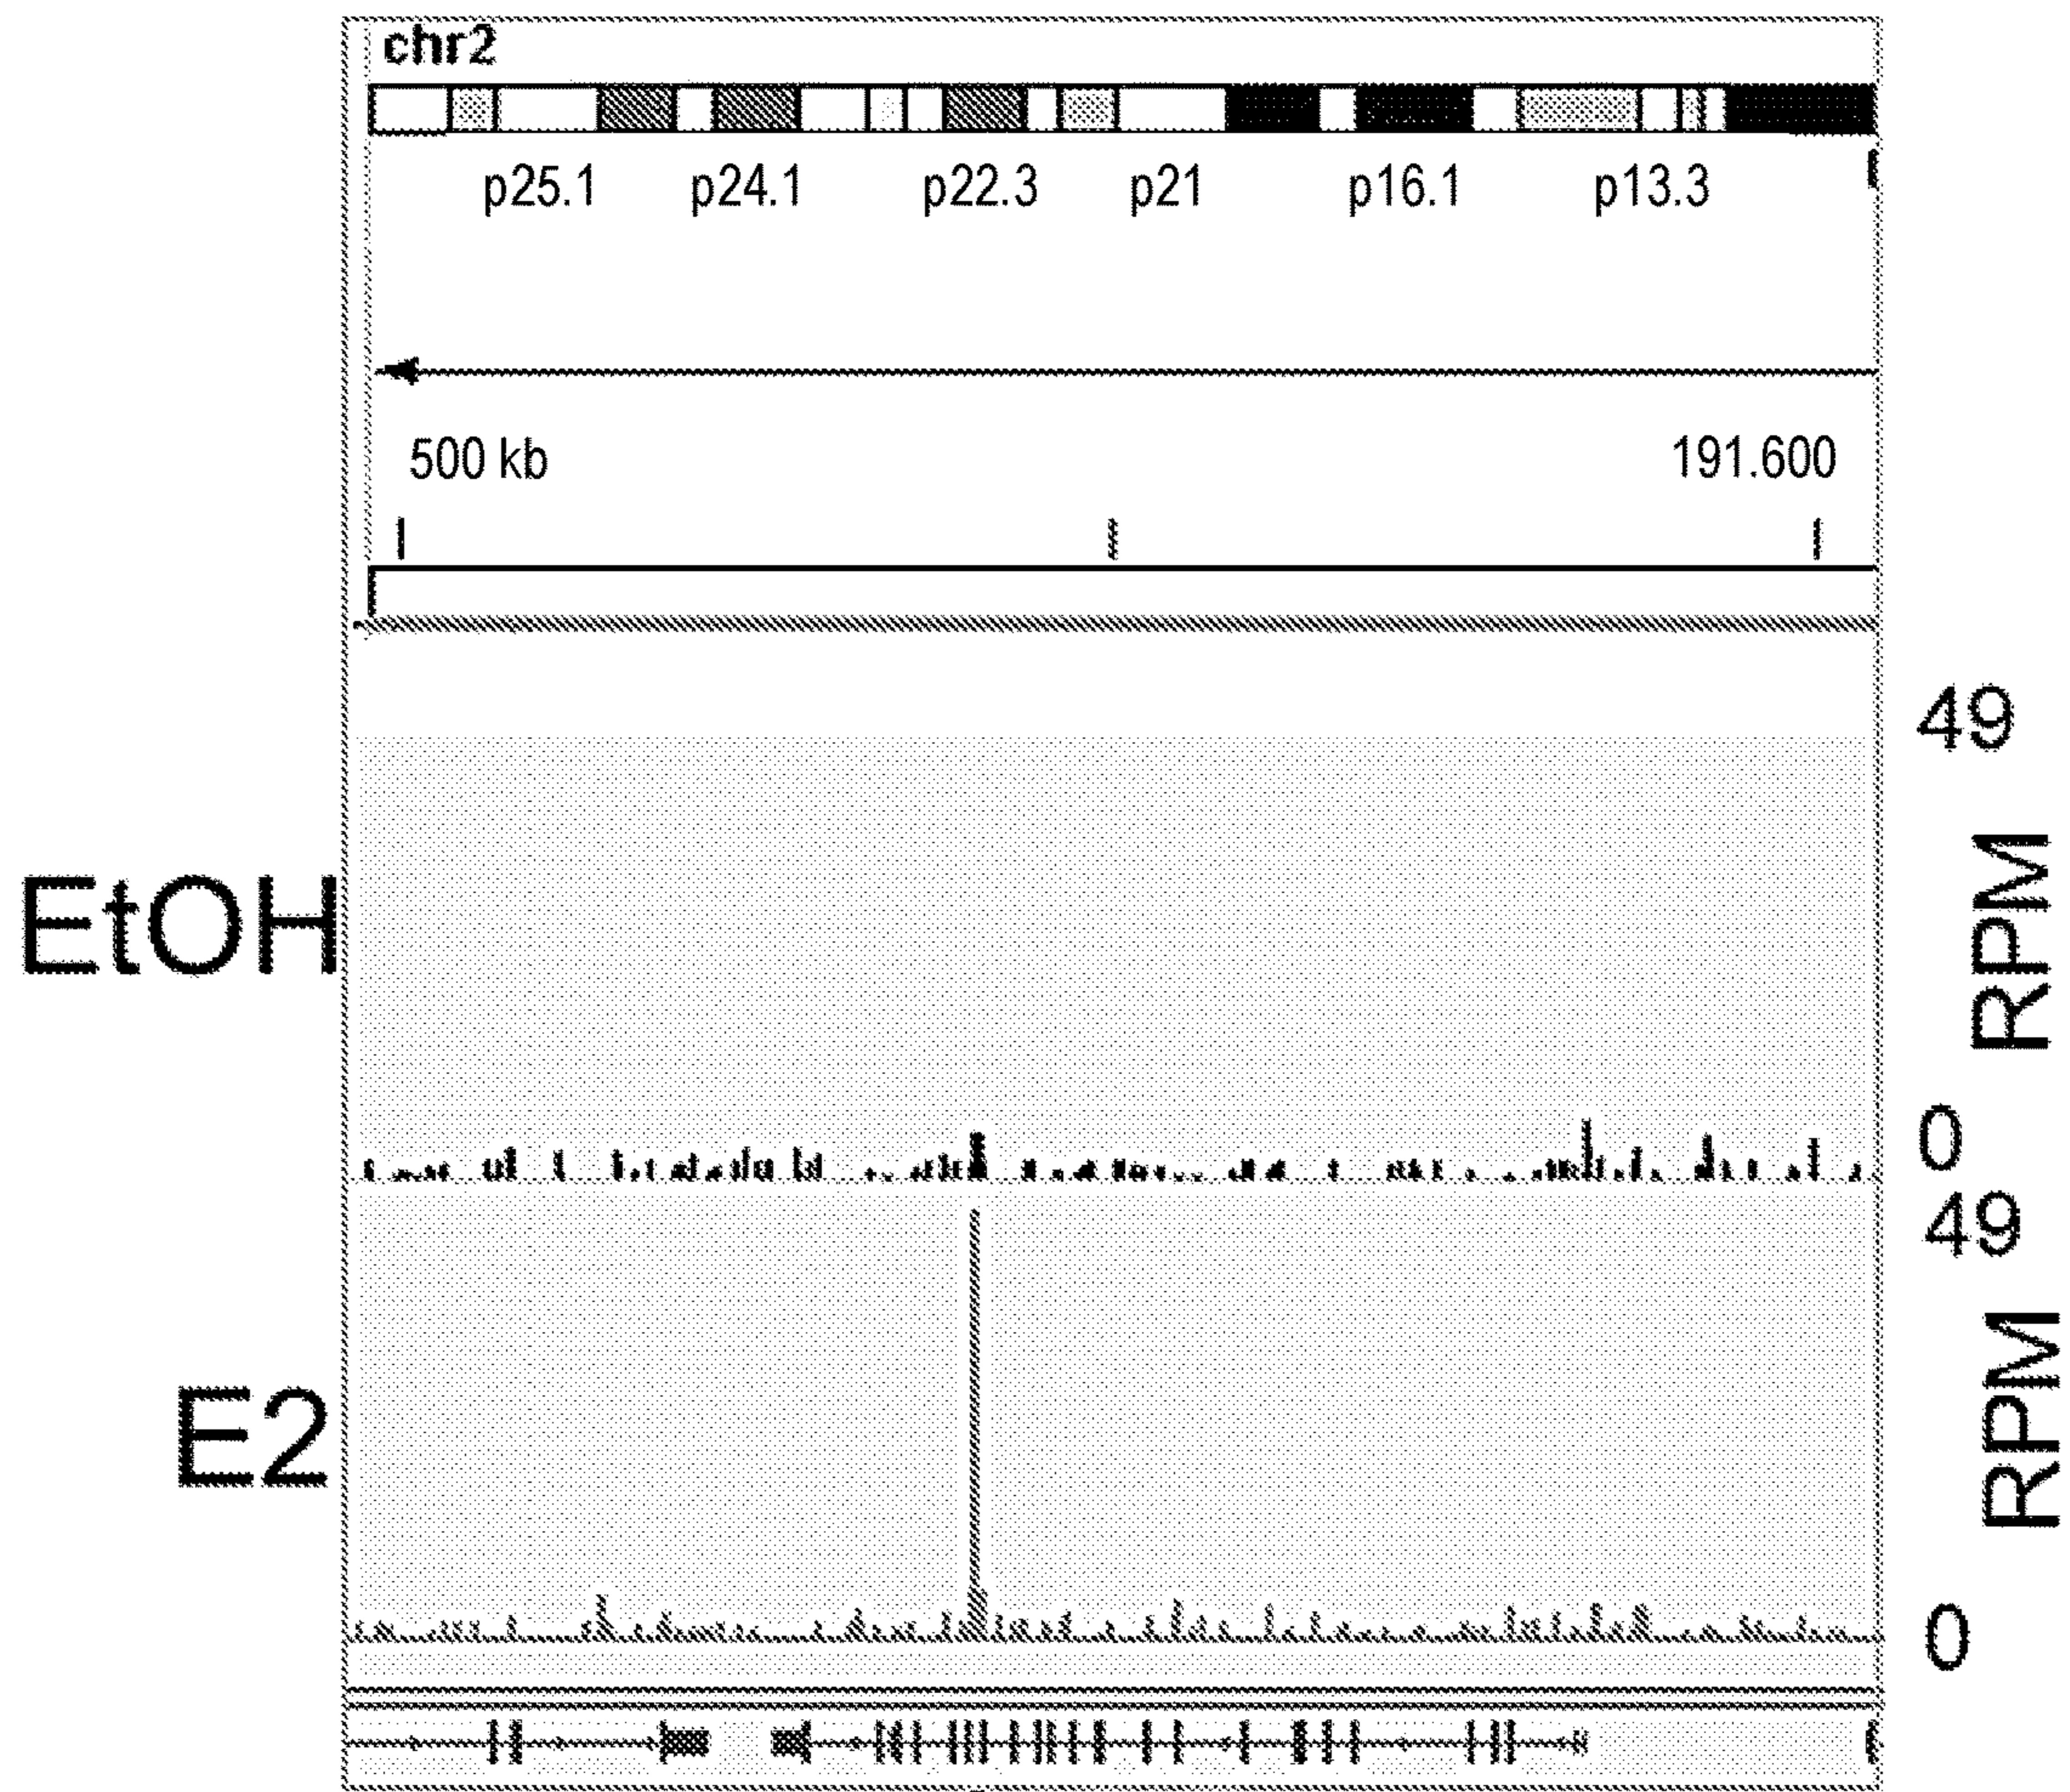 chr2
p25.1 p24.1 p22.3 p21 p16.1 p13.3
500 kb 191.600
49
EtOH
RPM
0
49
E2
RPM
0